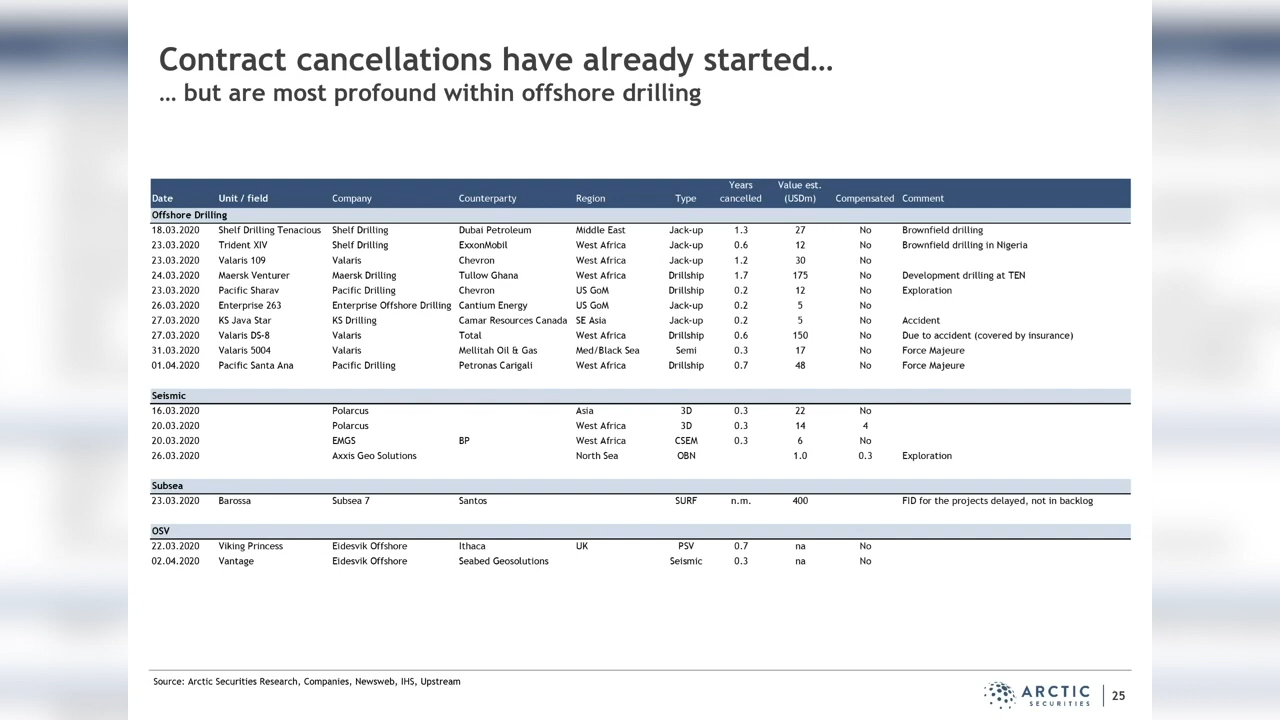 Contract cancellations have already started…
… but are most profound within offshore drilling
Years Value est.
Date Unit / field Company Counterparty Region Type cancelled (USDm) Compensated Comment
Offshore Drilling
18.03.2020 Shelf Drilling Tenacious Shelf Drilling Dubai Petroleum Middle East Jack-up 1.3 27 No Brownfield drilling
23.03.2020 Trident XIV Shelf Drilling ExxonMobil West Africa Jack-up 0.6 12 No Brownfield drilling in Nigeria
23.03.2020 Valaris 109 Valaris Chevron West Africa Jack-up 1.2 30 No
24.03.2020 Maersk Venturer Maersk Drilling Tullow Ghana West Africa Drillship 1.7 175 No Development drilling at TEN
23.03.2020 Pacific Sharav Pacific Drilling Chevron US GoM Drillship 0.2 12 No Exploration
26.03.2020 Enterprise 263 Enterprise Offshore Drilling Cantium Energy US GoM Jack-up 0.2 5 No
27.03.2020 KS Java Star KS Drilling Camar Resources Canada SE Asia Jack-up 0.2 5 No Accident
27.03.2020 Valaris DS-8 Valaris Total West Africa Drillship 0.6 150 No Due to accident (covered by insurance)
31.03.2020 Valaris 5004 Valaris Mellitah Oil & Gas Med/Black Sea Semi 0.3 17 No Force Majeure
01.04.2020 Pacific Santa Ana Pacific Drilling Petronas Carigali West Africa Drillship 0.7 48 No Force Majeure
Seismic
16.03.2020 Polarcus Asia 3D 0.3 22 No
20.03.2020 Polarcus West Africa 3D 0.3 14 4
20.03.2020 EMGS BP West Africa CSEM 0.3 6 No
26.03.2020 Axxis Geo Solutions North Sea OBN 1.0 0.3 Exploration
Subsea
23.03.2020 Barossa Subsea 7 Santos SURF n.m. 400 FID for the projects delayed, not in backlog
OSV
22.03.2020 Viking Princess Eidesvik Offshore Ithaca UK PSV 0.7 na No
02.04.2020 Vantage Eidesvik Offshore Seabed Geosolutions Seismic 0.3 na No
Source: Arctic Securities Research, Companies, Newsweb, IHS, Upstream
ARCTIC
SECURITIES
25